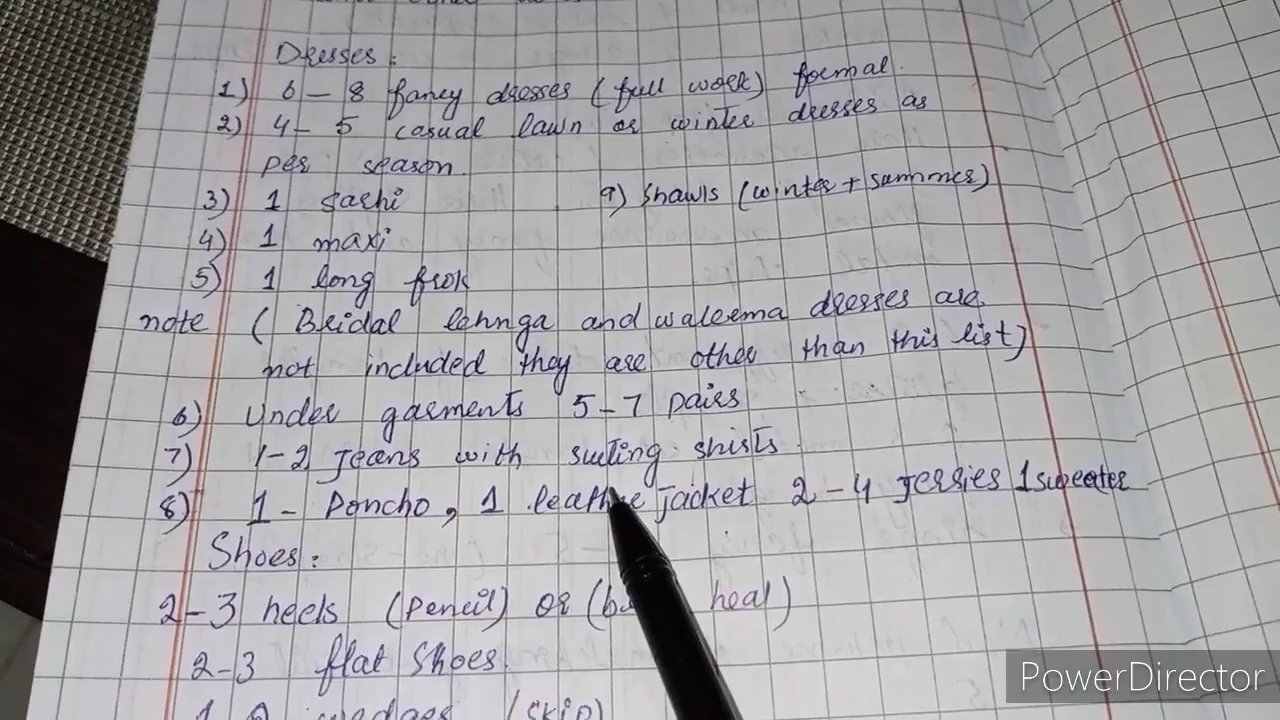 Dresses :
1) 6 - 8 fancy dresses (full work) formal.
2) 4 - 5 casual lawn or winter dresses as
per season.
3) 1 sarhi
9) Shawls (winter + summer)
4) 1 maxi
5) 1 long frok
note ( Bridal lehnga and waleema dresses are
not included they are other than this list)
6) Under garments 5-7 pairs
7) 1-2 Jeans with suiting shirts
8) 1 - Poncho, 1 leather jacket 2-4 Jersies 1 sweater
Shoes :
2-3 heels (Pencil) or ( heal)
2-3 flat Shoes.
(skip)
PowerDirector